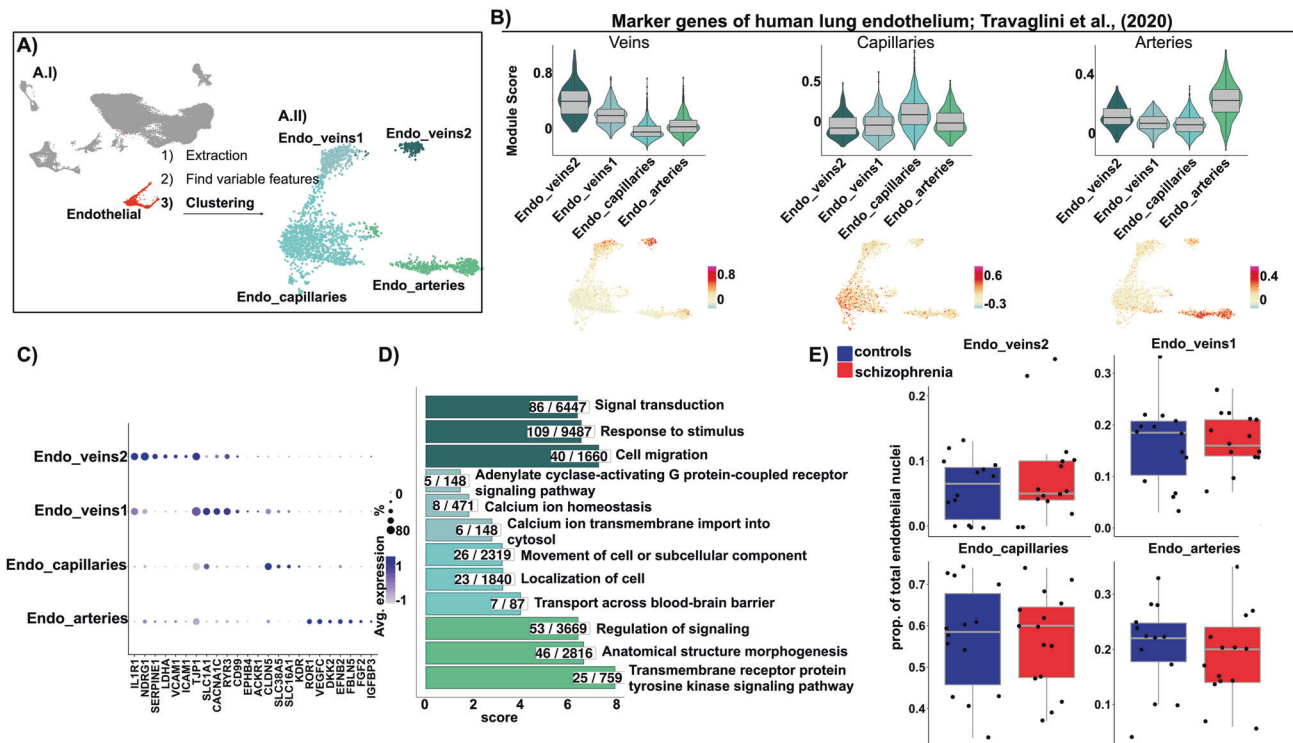 A)
A.I)
1) Extraction
2) Find variable features
3) Clustering
Endothelial
A.II)
Endo_veins1
Endo_veins2
Endo_capillaries
Endo_arteries
B)
Marker genes of human lung endothelium; Travaglini et al., (2020)
Veins
Capillaries
Arteries
Module Score
0.8
0
0.5
0
0.4
0
Endo_veins2
Endo_veins1
Endo_capillaries
Endo_arteries
Endo_veins2
Endo_veins1
Endo_capillaries
Endo_arteries
Endo_veins2
Endo_veins1
Endo_capillaries
Endo_arteries
0.8
0
0.6
-0.3
0.4
0
C)
Endo_veins2
Endo_veins1
Endo_capillaries
Endo_arteries
IL1R1
NDRG1
SERPINE1
LDHA
VCAM1
ICAM1
TJP1
SLC1A1
CACNA1C
RYR3
CD99
EPHB4
ACKR1
CLDN5
SLC38A5
SLC16A1
KDR
ROR1
VEGFC
DKK2
EFNB2
FBLN5
FGF2
IGFBP3
0
%
80
Avg. expression
1
-1
D)
86 / 6447 Signal transduction
109 / 9487 Response to stimulus
40 / 1660 Cell migration
5 / 148 Adenylate cyclase-activating G protein-coupled receptor
signaling pathway
8 / 471 Calcium ion homeostasis
6 / 148 Calcium ion transmembrane import into
cytosol
26 / 2319 Movement of cell or subcellular component
23 / 1840 Localization of cell
7 / 87 Transport across blood-brain barrier
53 / 3669 Regulation of signaling
46 / 2816 Anatomical structure morphogenesis
25 / 759 Transmembrane receptor protein
tyrosine kinase signaling pathway
0 2 4 6 8
score
E)
controls
schizophrenia
prop. of total endothelial nuclei
Endo_veins2
0.2
0.1
0.0
Endo_veins1
0.3
0.2
0.1
0.0
Endo_capillaries
0.7
0.6
0.5
0.4
Endo_arteries
0.3
0.2
0.1